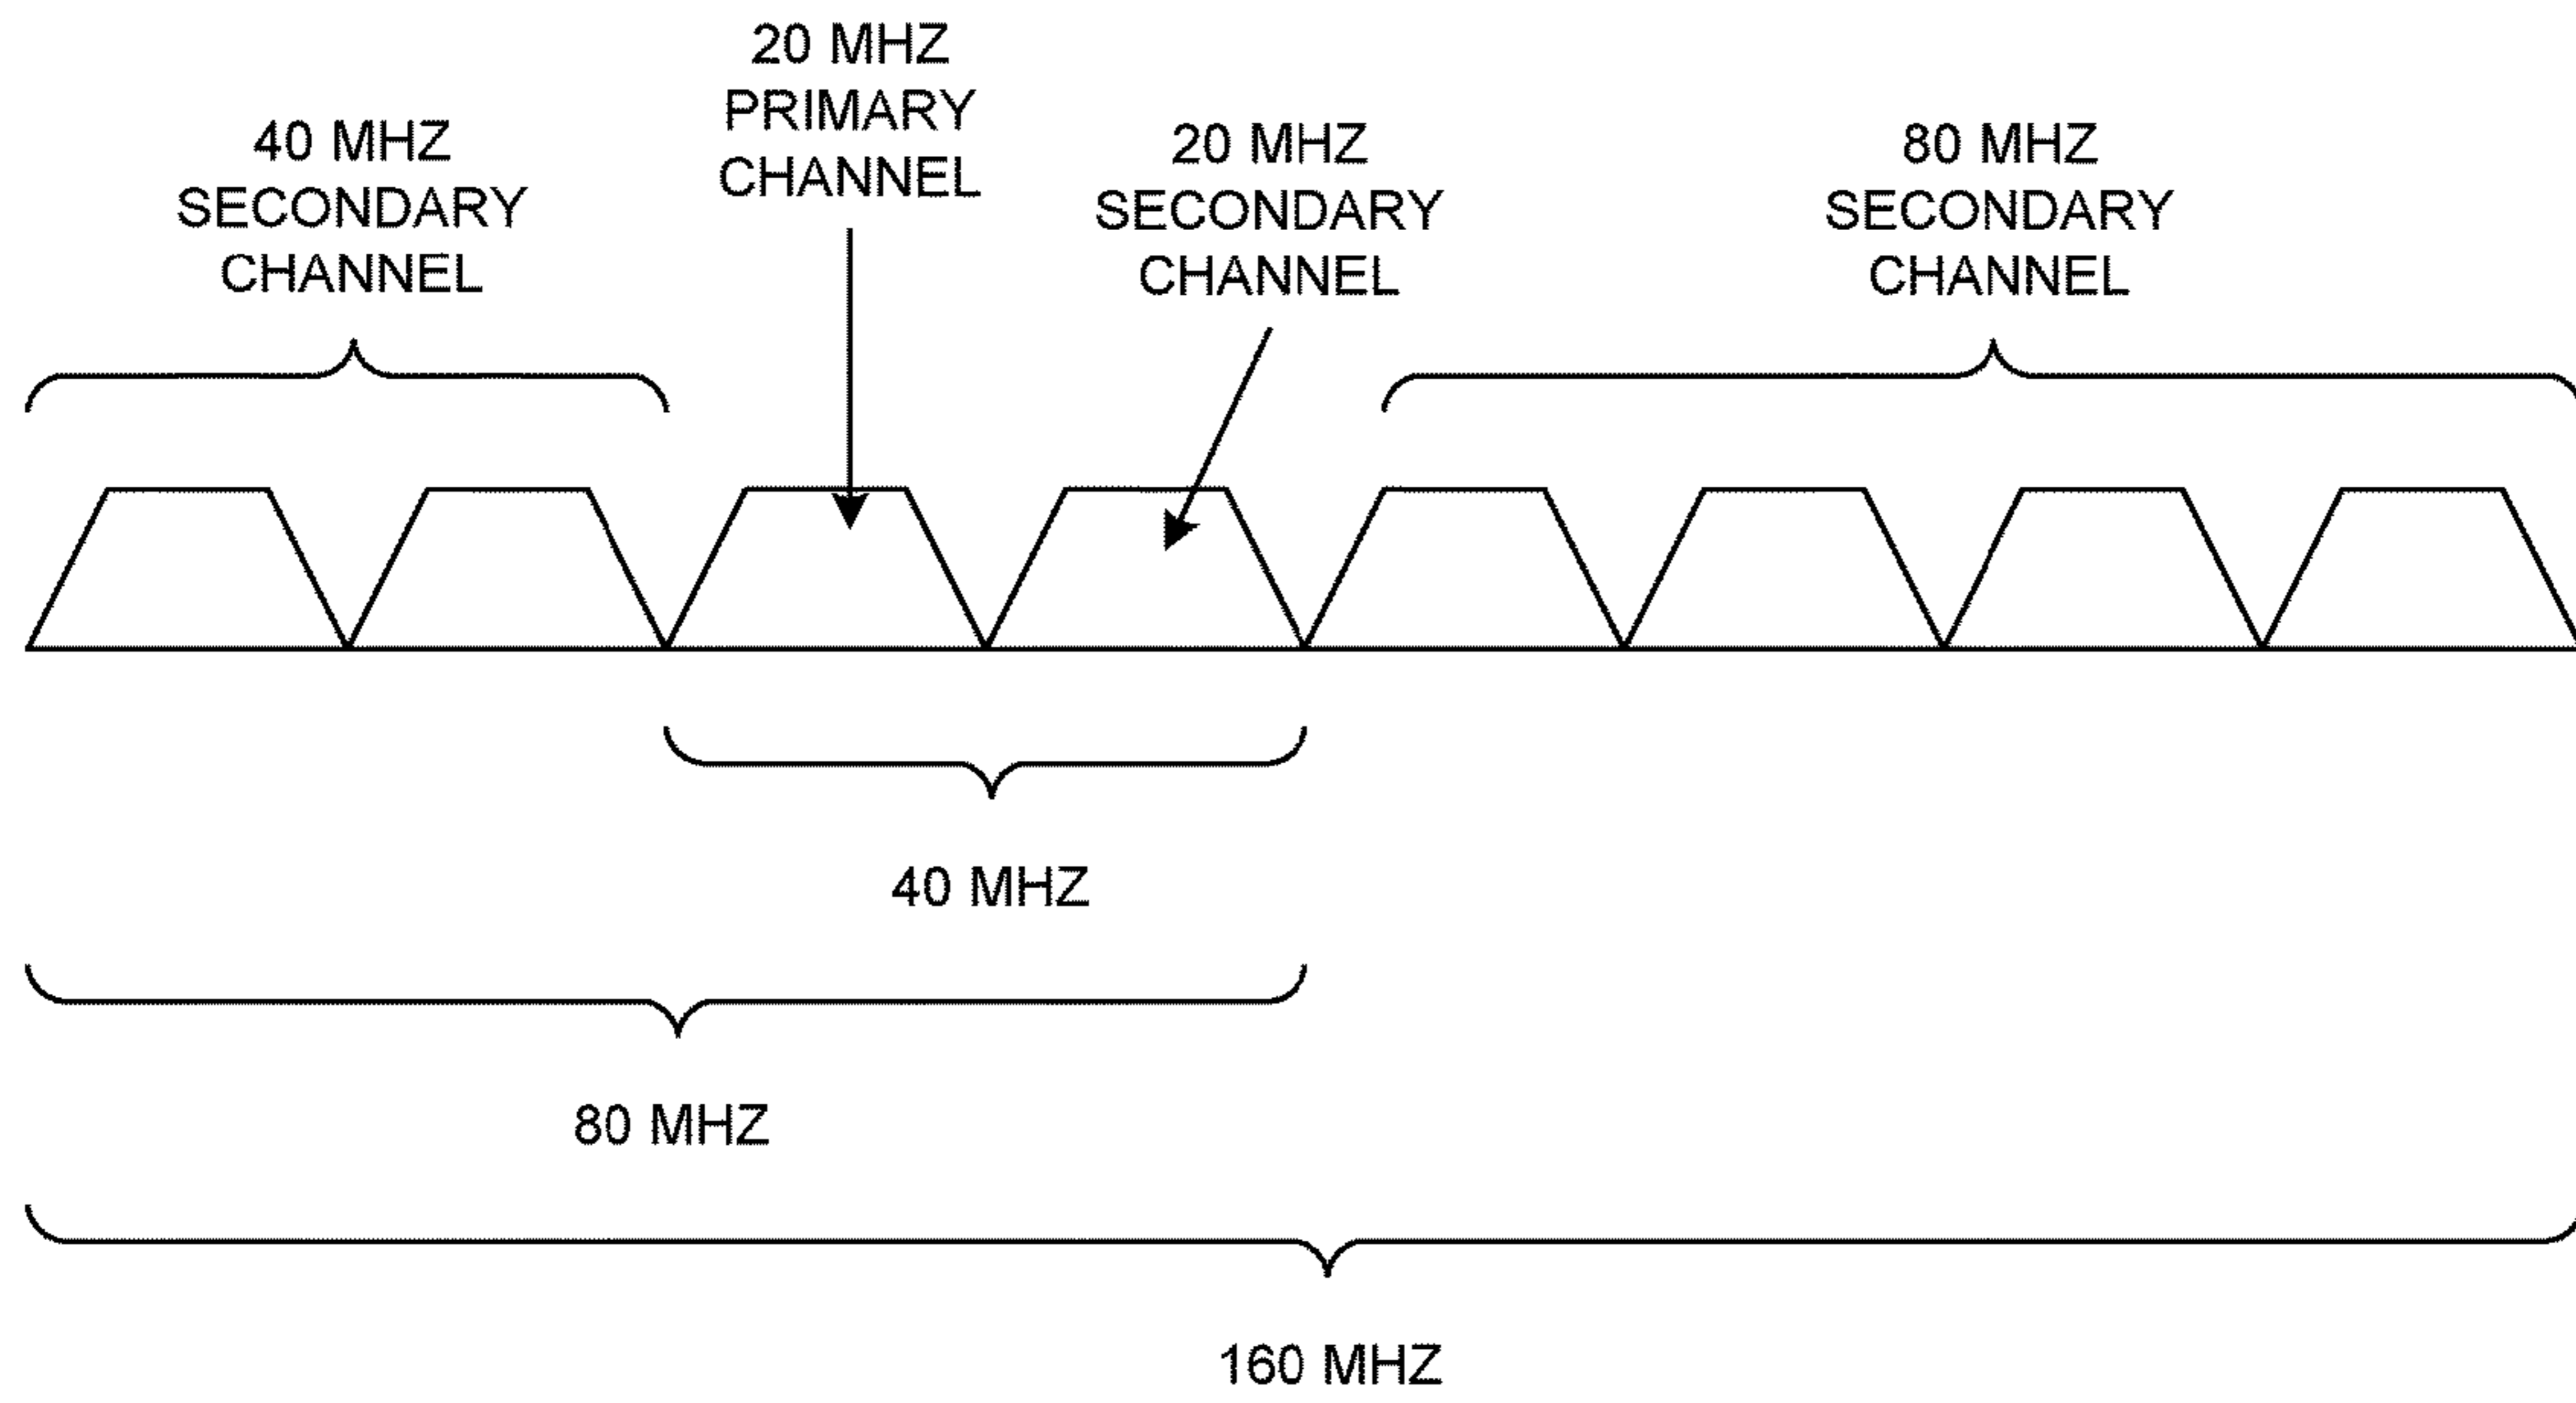 40 MHZ
SECONDARY
CHANNEL
20 MHZ
PRIMARY
CHANNEL
20 MHZ
SECONDARY
CHANNEL
80 MHZ
SECONDARY
CHANNEL
40 MHZ
80 MHZ
160 MHZ